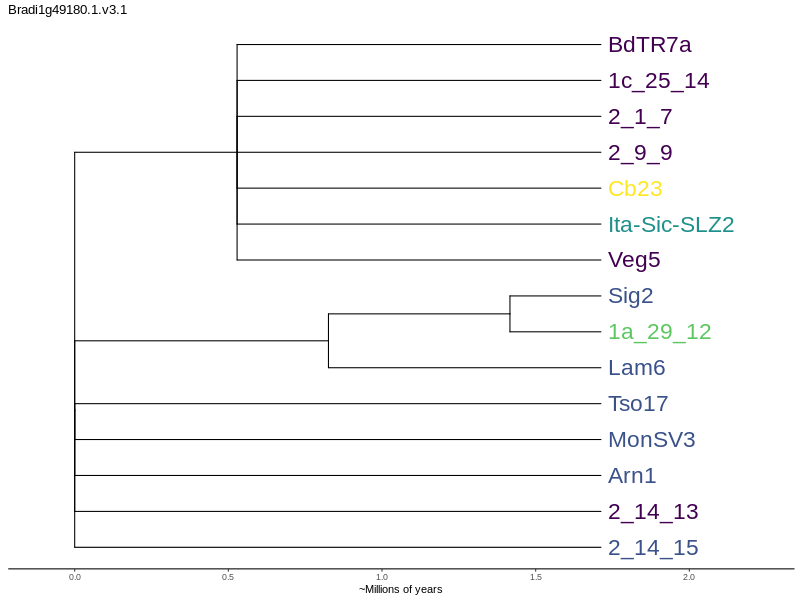 Bradi1g49180.1.v3.1
BdTR7a
1c_25_14
2_1_7
2_9_9
Cb23
Ita-Sic-SLZ2
Veg5
Sig2
1a_29_12
Lam6
Tso17
MonSV3
Arn1
2_14_13
2_14_15
0.0 0.5 1.0 1.5 2.0
~Millions of years